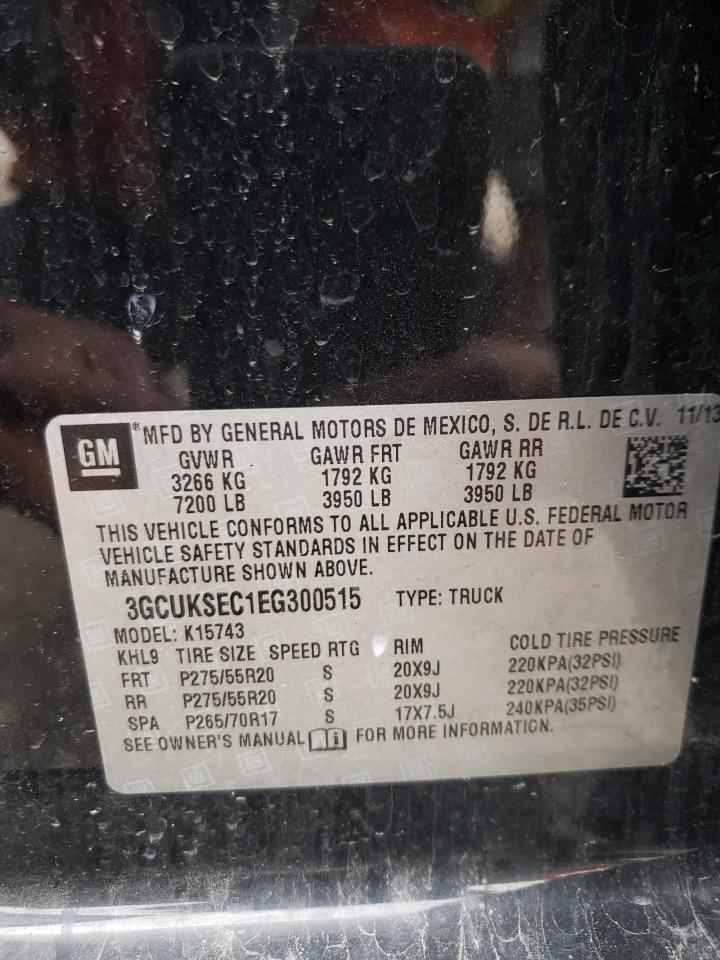 GM
®MFD BY GENERAL MOTORS DE MEXICO, S. DE R.L. DE C.V. 11/13
GVWR GAWR FRT GAWR RR
3266 KG 1792 KG 1792 KG
7200 LB 3950 LB 3950 LB
THIS VEHICLE CONFORMS TO ALL APPLICABLE U.S. FEDERAL MOTOR
VEHICLE SAFETY STANDARDS IN EFFECT ON THE DATE OF
MANUFACTURE SHOWN ABOVE.
3GCUKSEC1EG300515 TYPE: TRUCK
MODEL: K15743
KHL9 TIRE SIZE SPEED RTG RIM COLD TIRE PRESSURE
FRT P275/55R20 S 20X9J 220KPA(32PSI)
RR P275/55R20 S 20X9J 220KPA(32PSI)
SPA P265/70R17 S 17X7.5J 240KPA(35PSI)
SEE OWNER'S MANUAL FOR MORE INFORMATION.